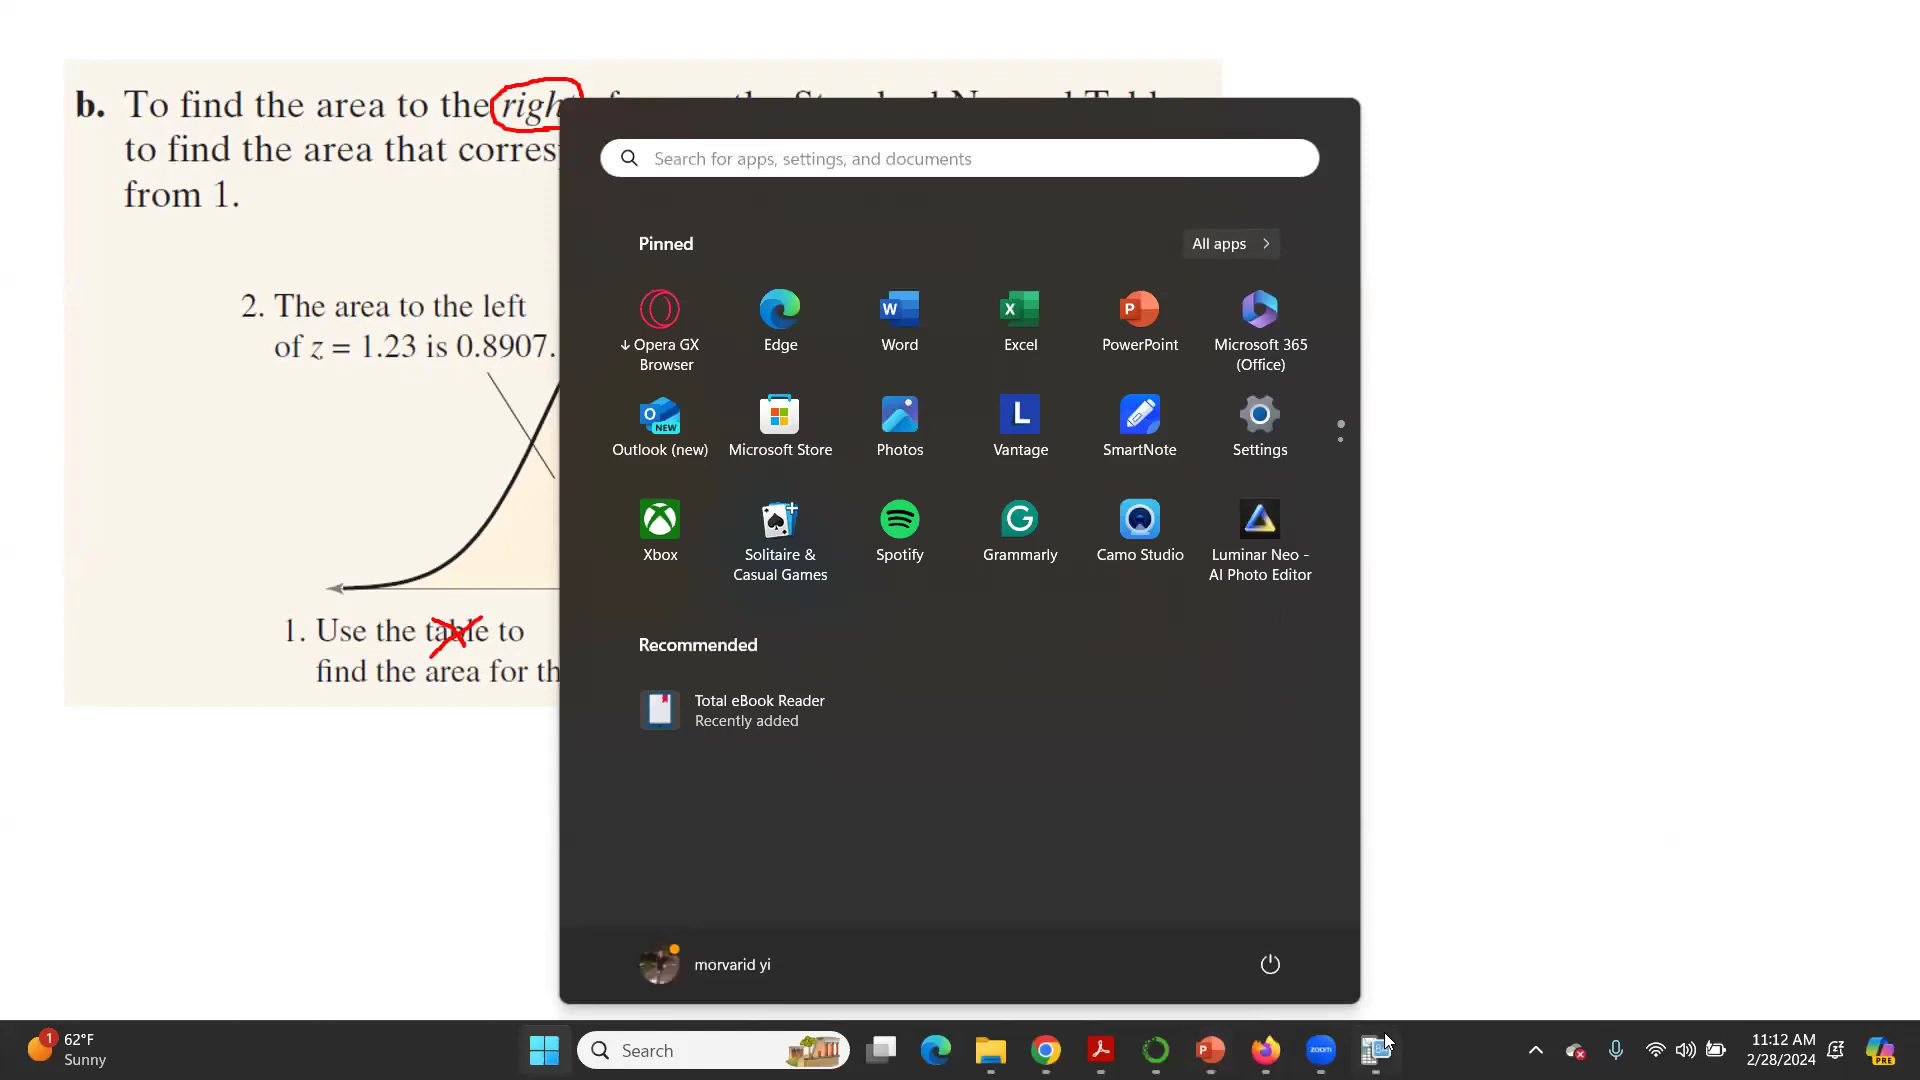 b. To find the area to the
to find the area that
from 1.
2. The area to the left
of z = 1.23 is 0.8907.
1. Use the table to
find the area for
Search for apps, settings, and documents
Pinned
All apps
Opera GX
Browser
Edge
Word
Excel
PowerPoint
Microsoft 365
(Office)
Outlook (new)
Microsoft Store
Photos
Vantage
SmartNote
Settings
Xbox
Solitaire &
Casual Games
Spotify
Grammarly
Camo Studio
Luminar Neo -
AI Photo Editor
Recommended
Total eBook Reader
Recently added
morvarid yi
1
62°F
Sunny
Search
zoom
11:12 AM
2/28/2024
PRE